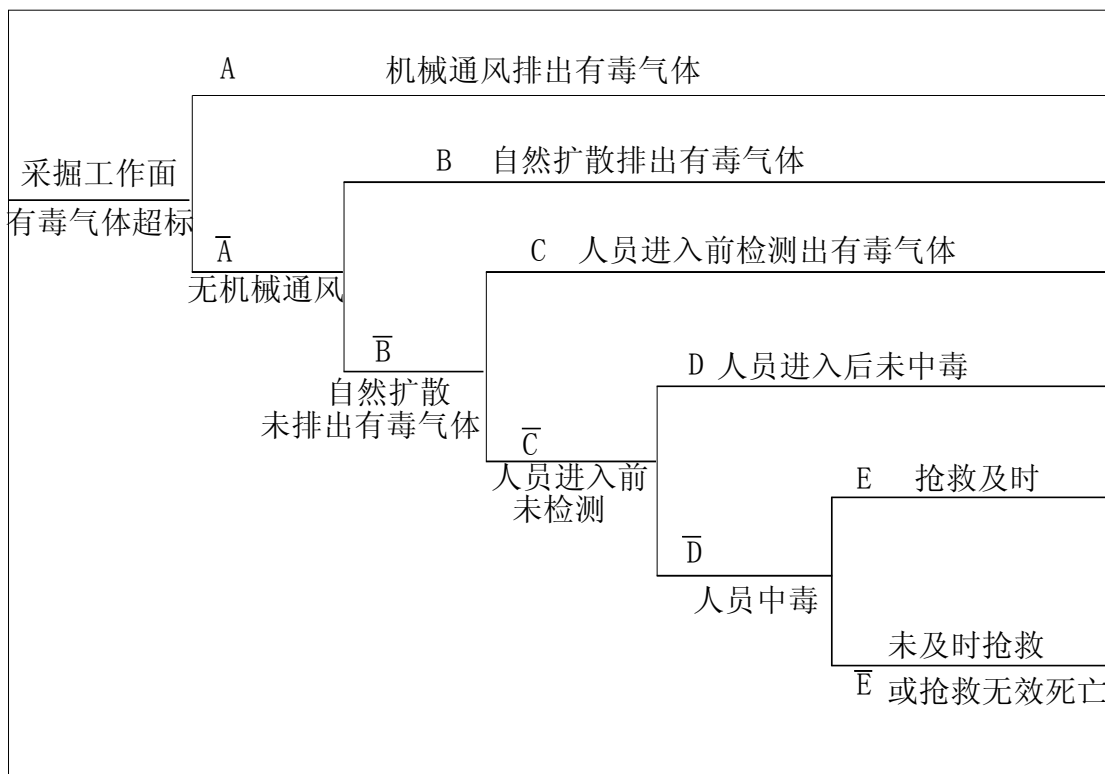 A 机械通风排出有毒气体
B 自然扩散排出有毒气体
采掘工作面
有毒气体超标
A̅
C 人员进入前检测出有毒气体
无机械通风
B̅
D 人员进入后未中毒
自然扩散
未排出有毒气体
C̅
人员进入前
未检测
E 抢救及时
D̅
人员中毒
未及时抢救
E̅ 或抢救无效死亡